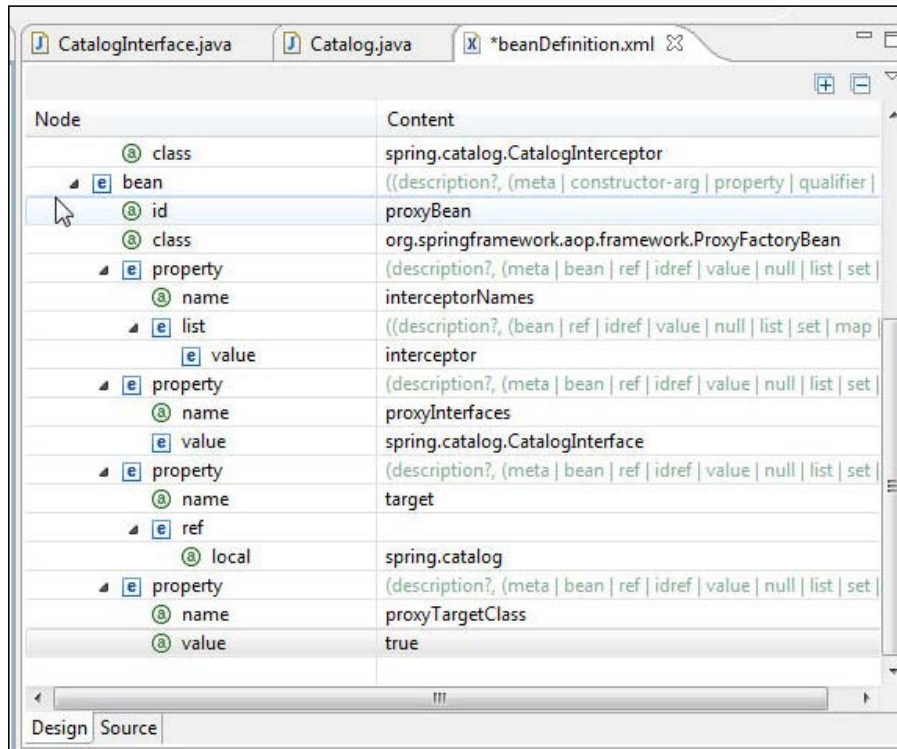 CatalogInterface.java Catalog.java *beanDefinition.xml
Node Content
class spring.catalog.CatalogInterceptor
bean ((description?, (meta | constructor-arg | property | qualifier |
id proxyBean
class org.springframework.aop.framework.ProxyFactoryBean
property (description?, (meta | bean | ref | idref | value | null | list | set |
name interceptorNames
list ((description?, (bean | ref | idref | value | null | list | set | map |
value interceptor
property (description?, (meta | bean | ref | idref | value | null | list | set |
name proxyInterfaces
value spring.catalog.CatalogInterface
property (description?, (meta | bean | ref | idref | value | null | list | set |
name target
ref
local spring.catalog
property (description?, (meta | bean | ref | idref | value | null | list | set |
name proxyTargetClass
value true
Design Source